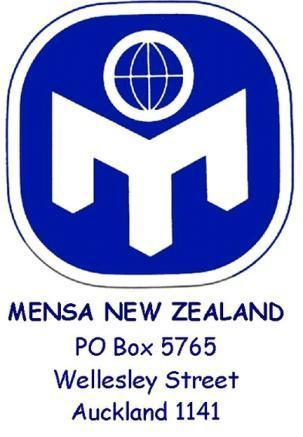 MENSA NEW ZEALAND
PO Box 5765
Wellesley Street
Auckland 1141